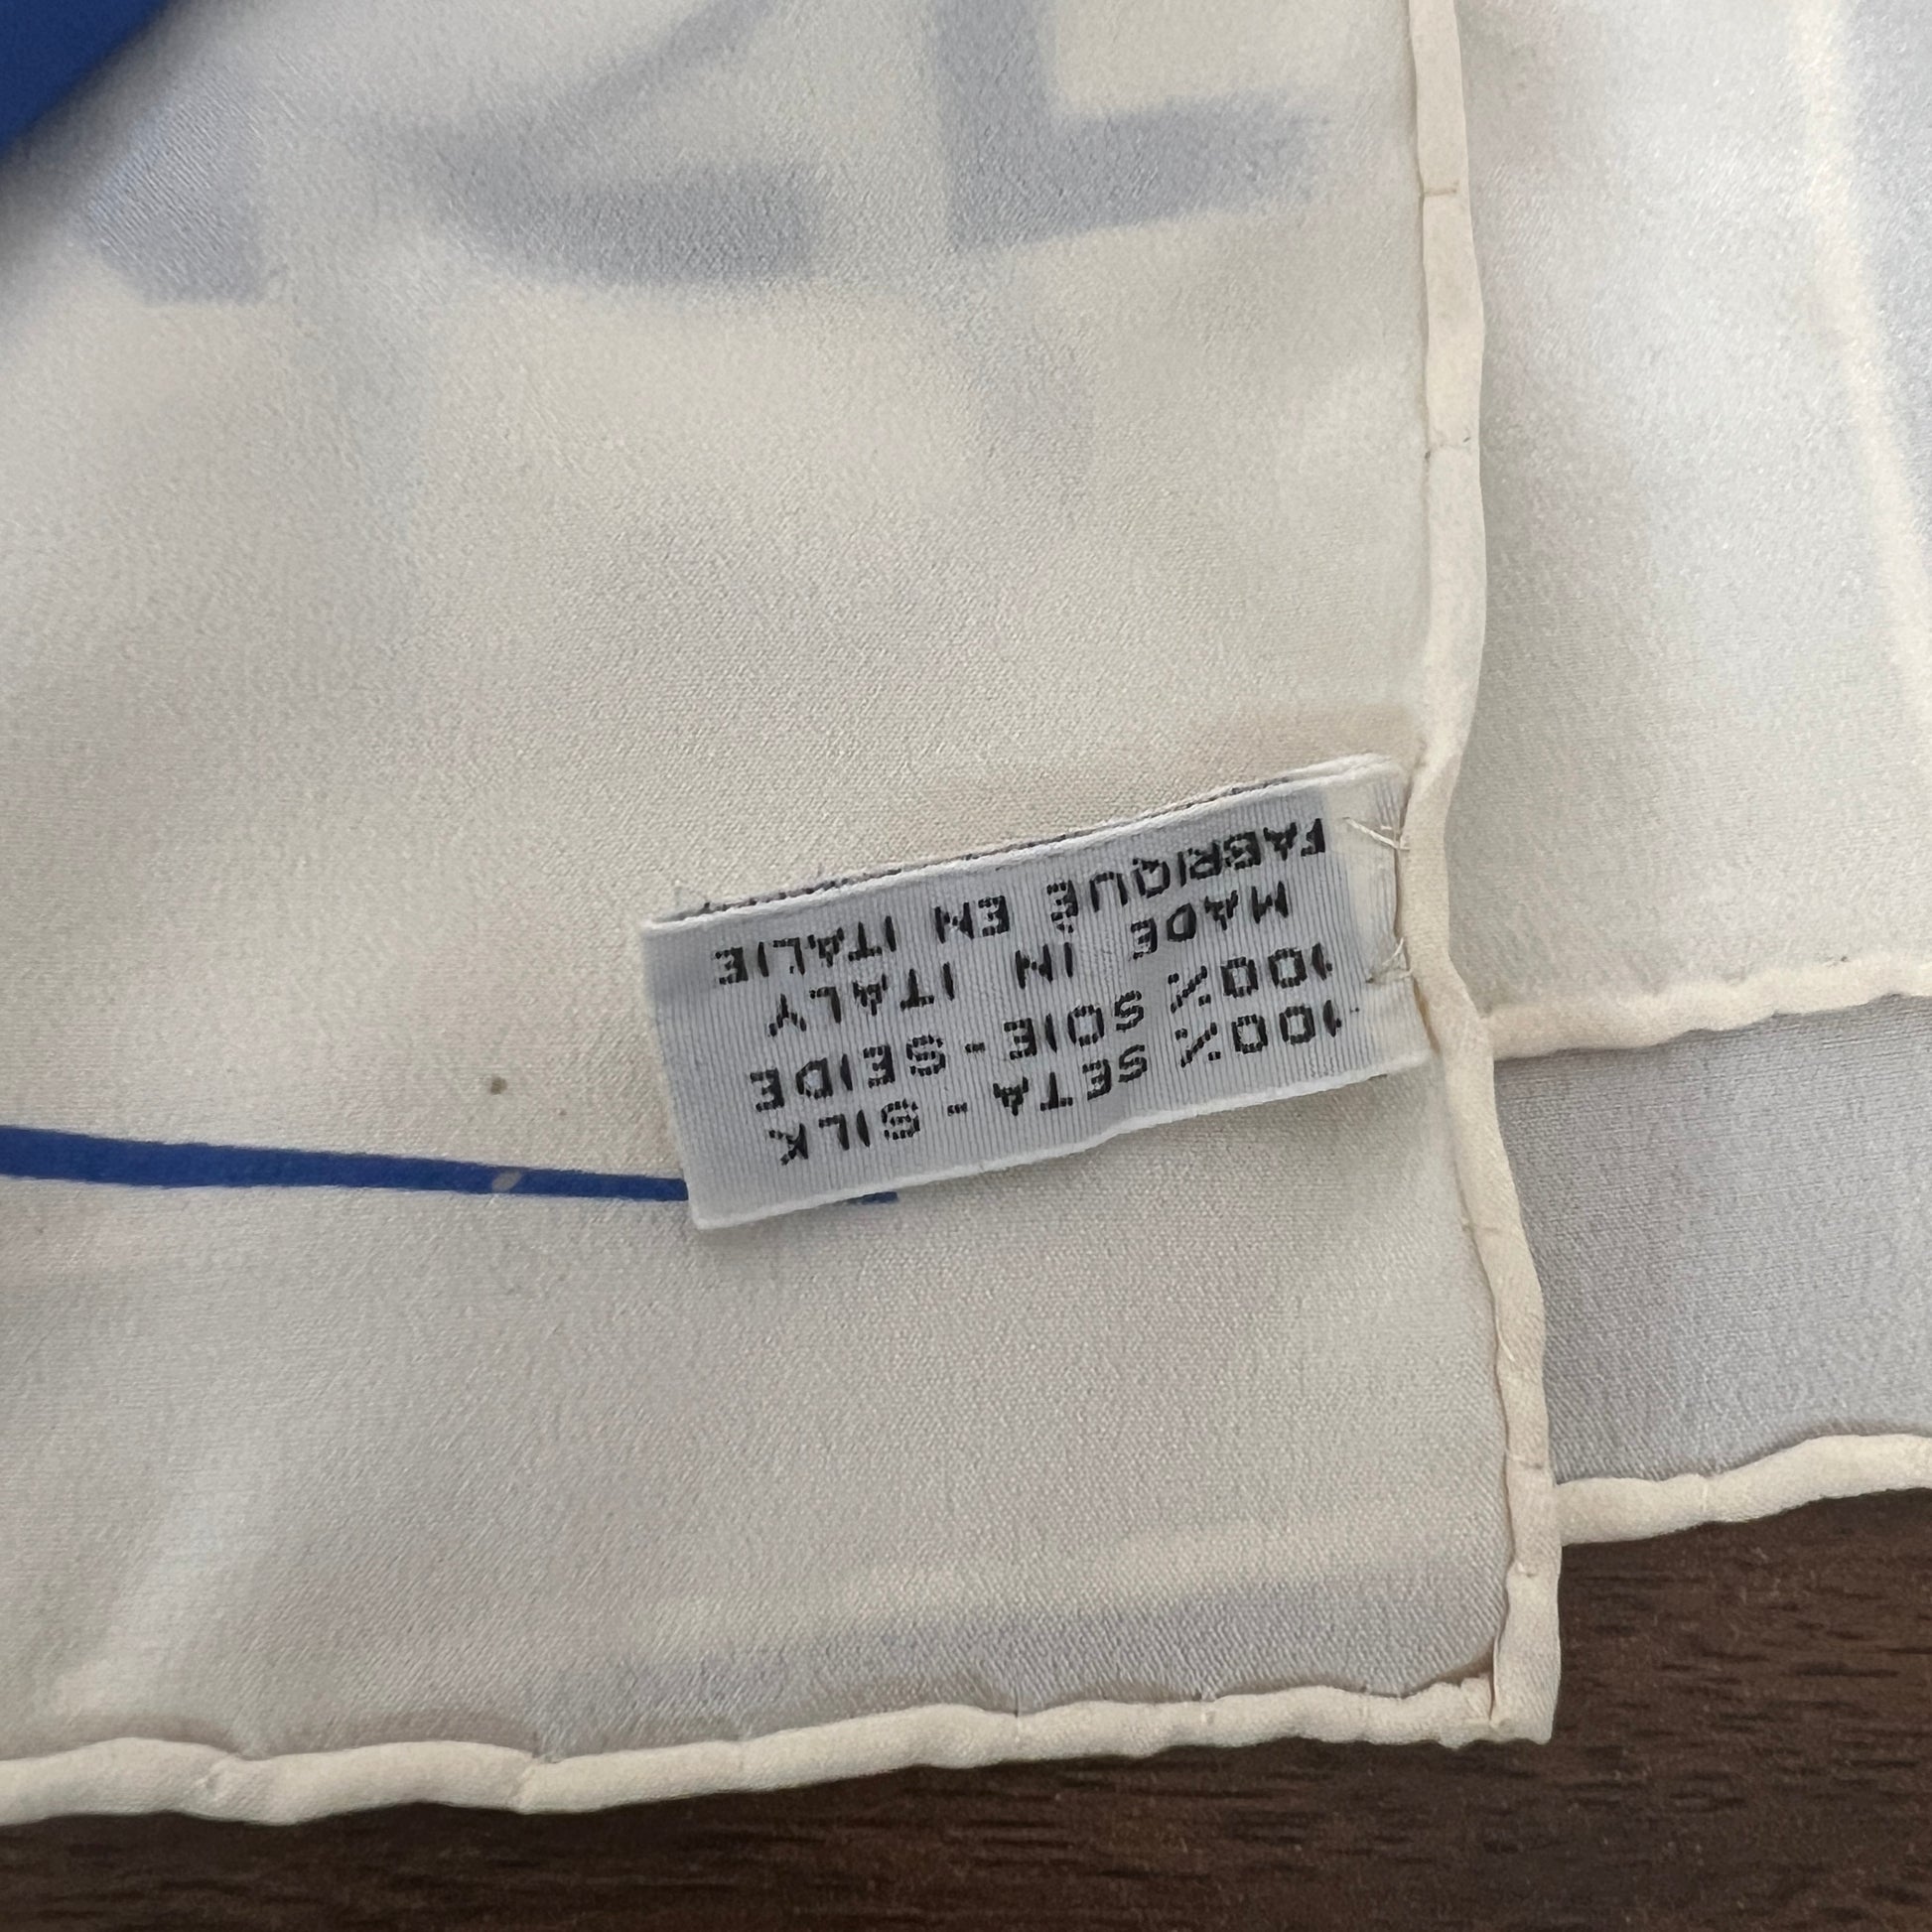 100% SETA - SILK
100% SOIE - SEIDE
MADE IN ITALY
FABRIQUÉ EN ITALIE